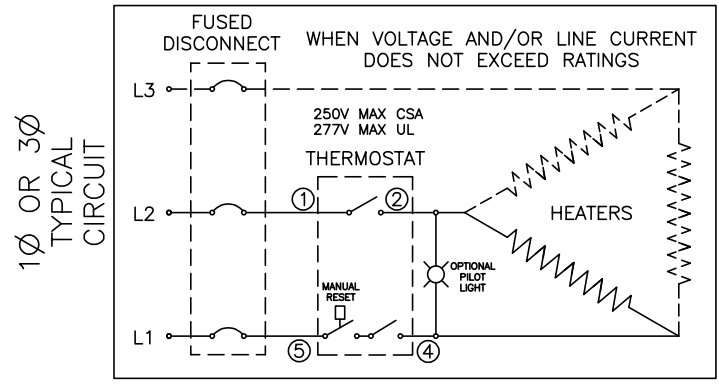 1Ø OR 3Ø
TYPICAL
CIRCUIT
FUSED
DISCONNECT
WHEN VOLTAGE AND/OR LINE CURRENT
DOES NOT EXCEED RATINGS
L3
250V MAX CSA
277V MAX UL
THERMOSTAT
1
2
L2
HEATERS
OPTIONAL
PILOT
LIGHT
MANUAL
RESET
L1
5
4